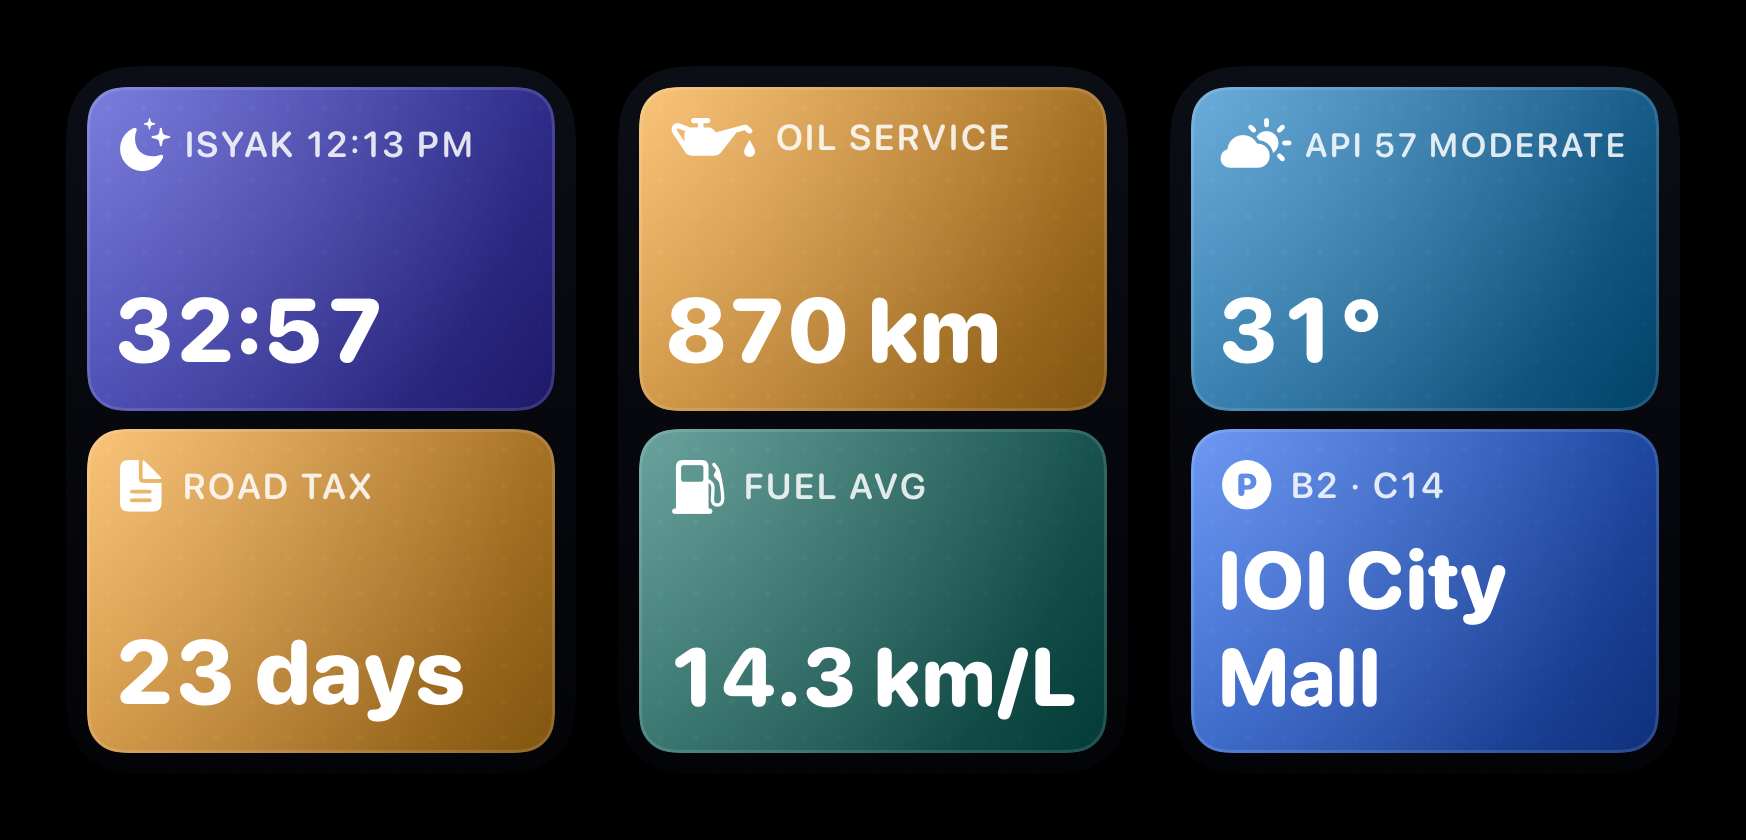 ISYAK 12:13 PM
32:57
ROAD TAX
23 days
OIL SERVICE
870 km
FUEL AVG
14.3 km/L
API 57 MODERATE
31°
P B2 · C14
IOI City
Mall